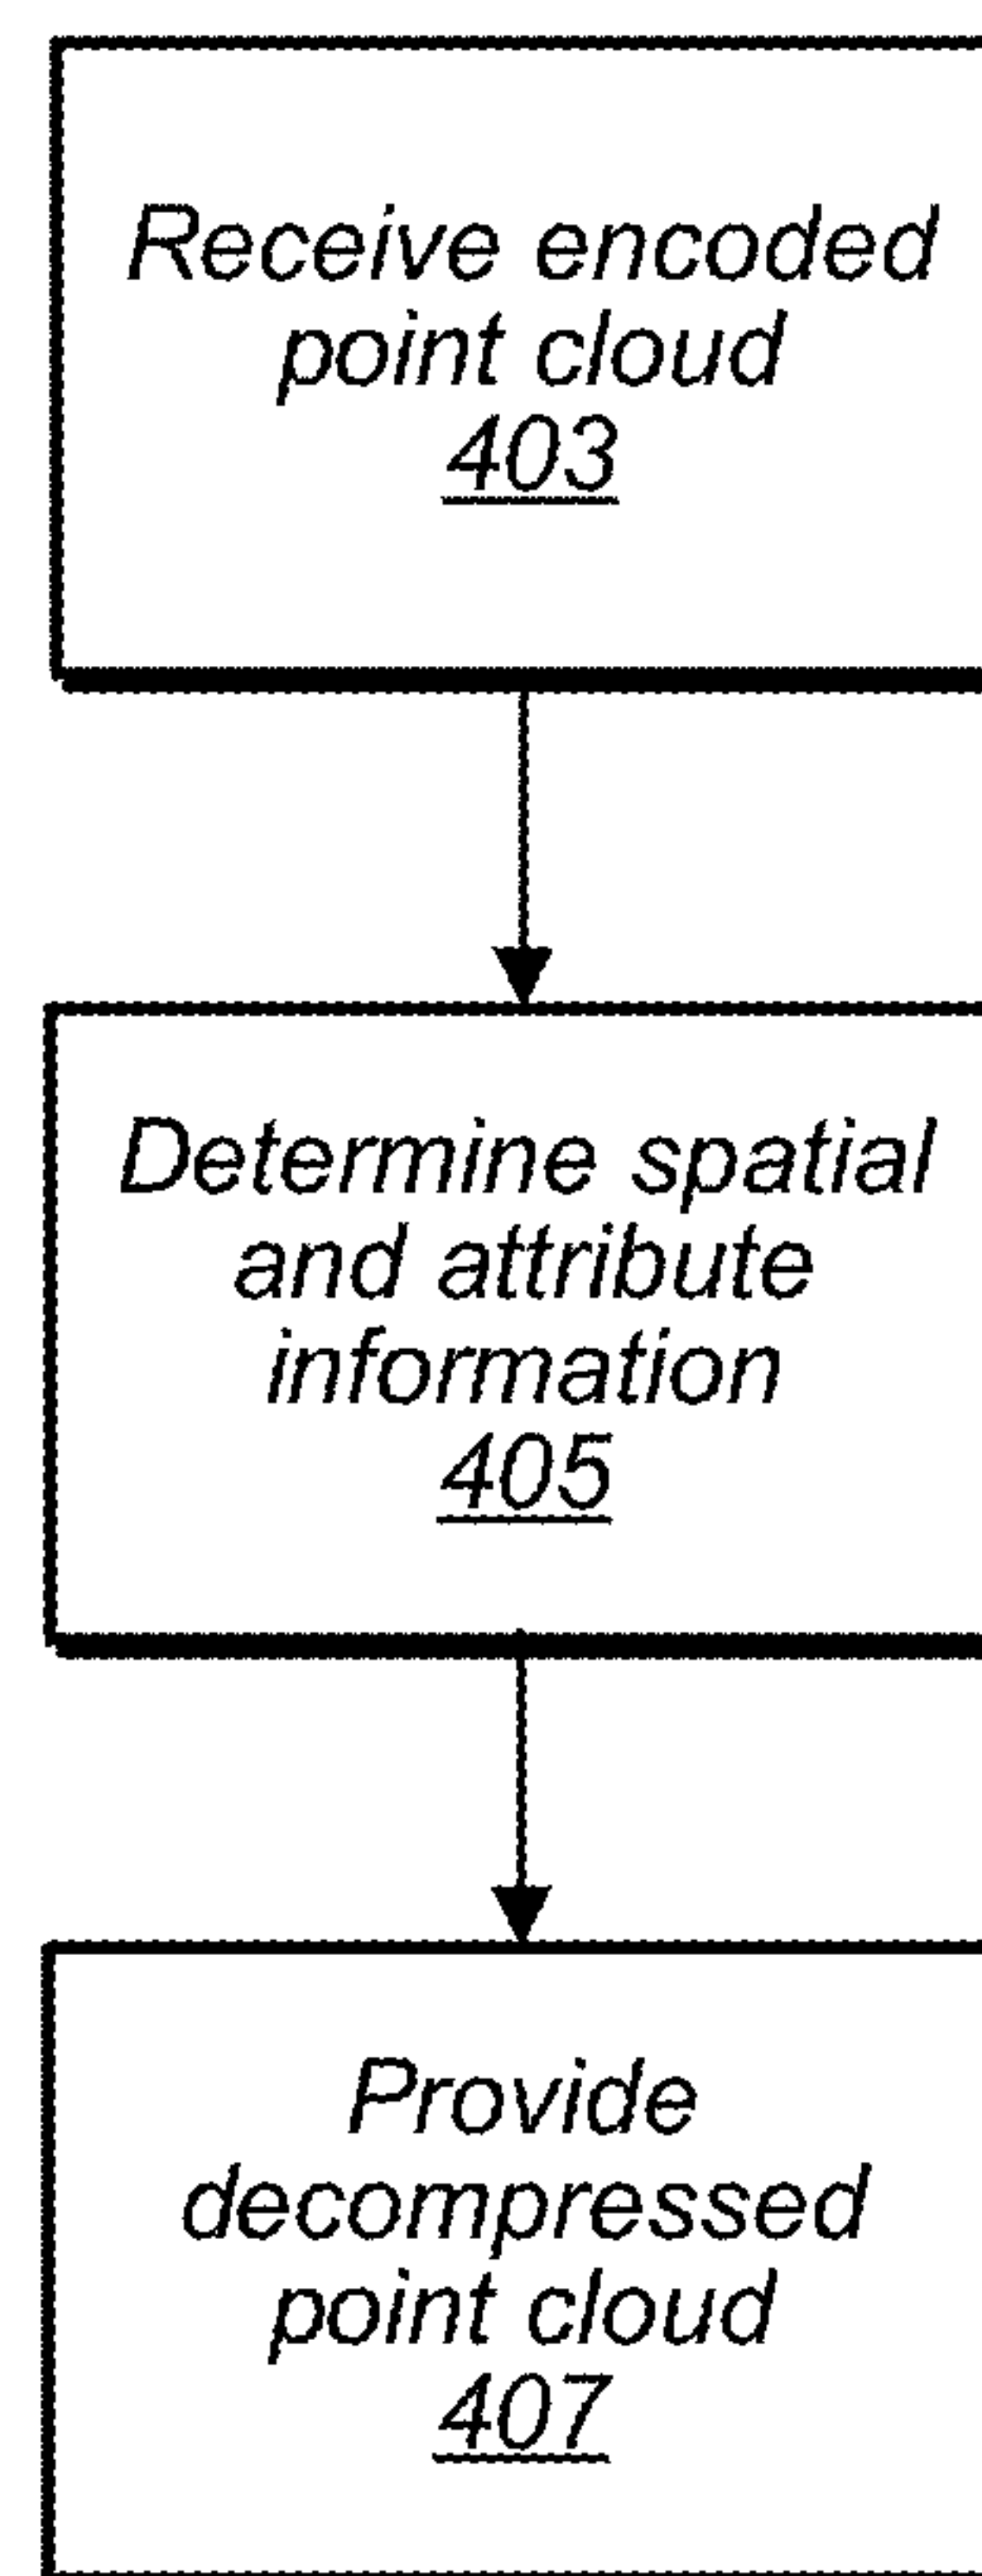 Receive encoded
point cloud
403
Determine spatial
and attribute
information
405
Provide
decompressed
point cloud
407